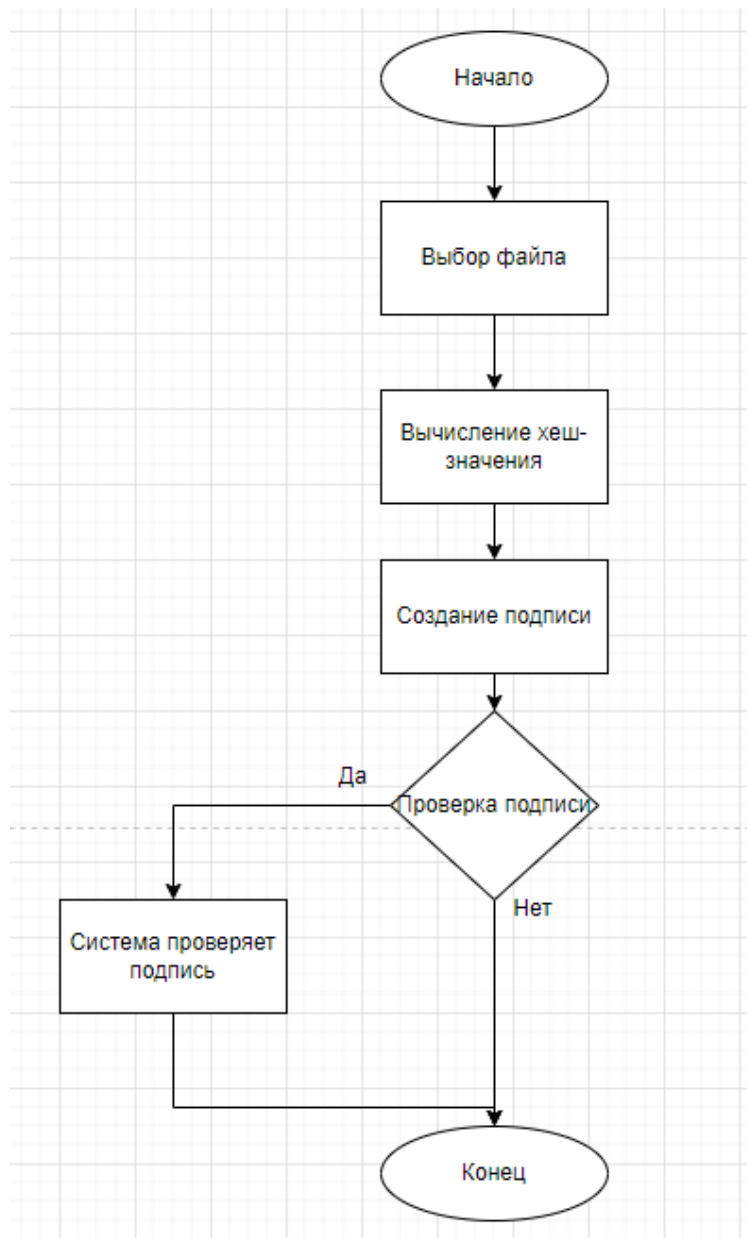 Начало
Выбор файла
Вычисление хеш-
значения
Создание подписи
Да
Проверка подписи
Нет
Система проверяет
подпись
Конец